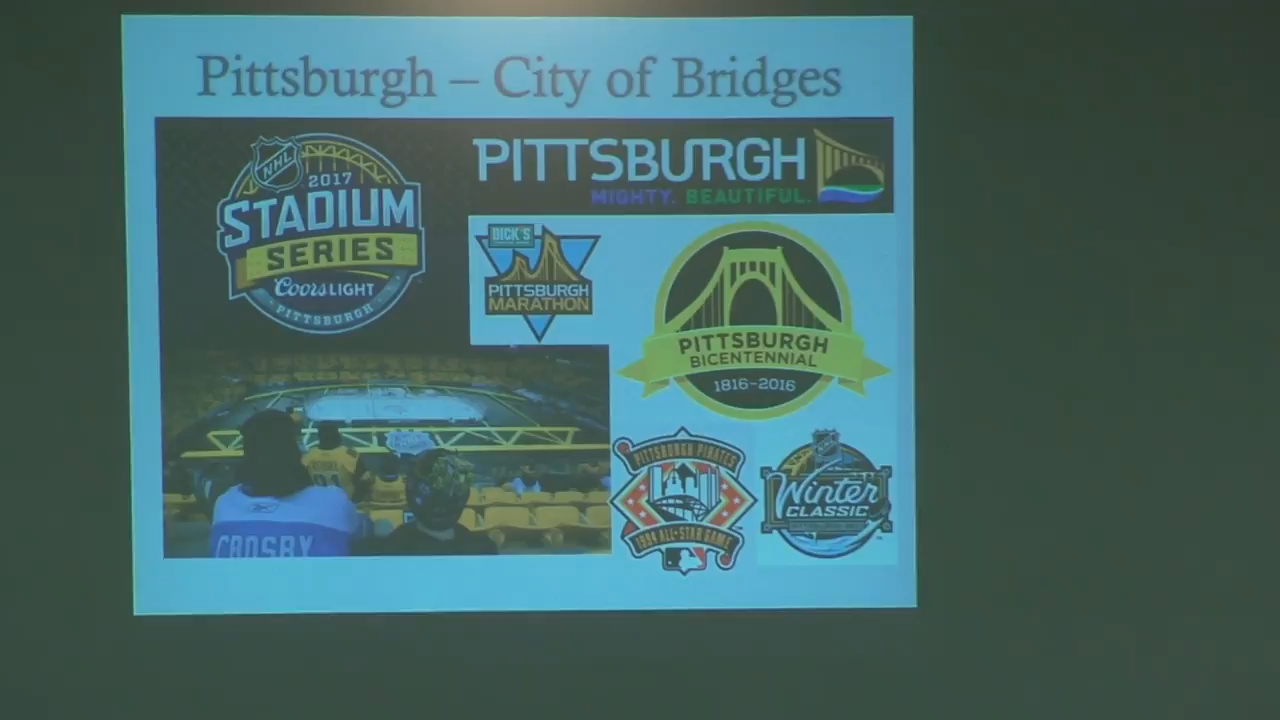 Pittsburgh – City of Bridges
NHL
2017
STADIUM
SERIES
Coors LIGHT
PITTSBURGH
PITTSBURGH
MIGHTY. BEAUTIFUL.
DICK'S
PITTSBURGH
MARATHON
PITTSBURGH
BICENTENNIAL
1816-2016
CROSBY
PITTSBURGH PIRATES
1994 ALL-STAR GAME
Winter
CLASSIC